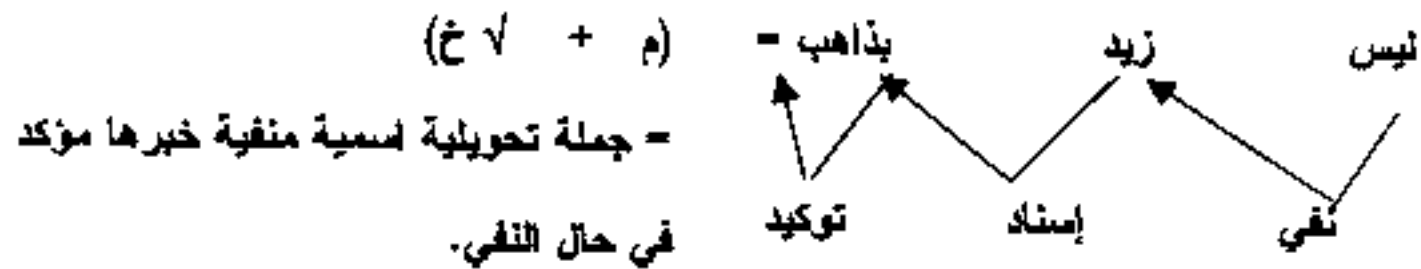 ليس زيد بذاهب = (م + √ خ)
= جملة تحويلية اسمية منفية خبرها مؤكد
نفي إسناد توكيد في حال النفي.